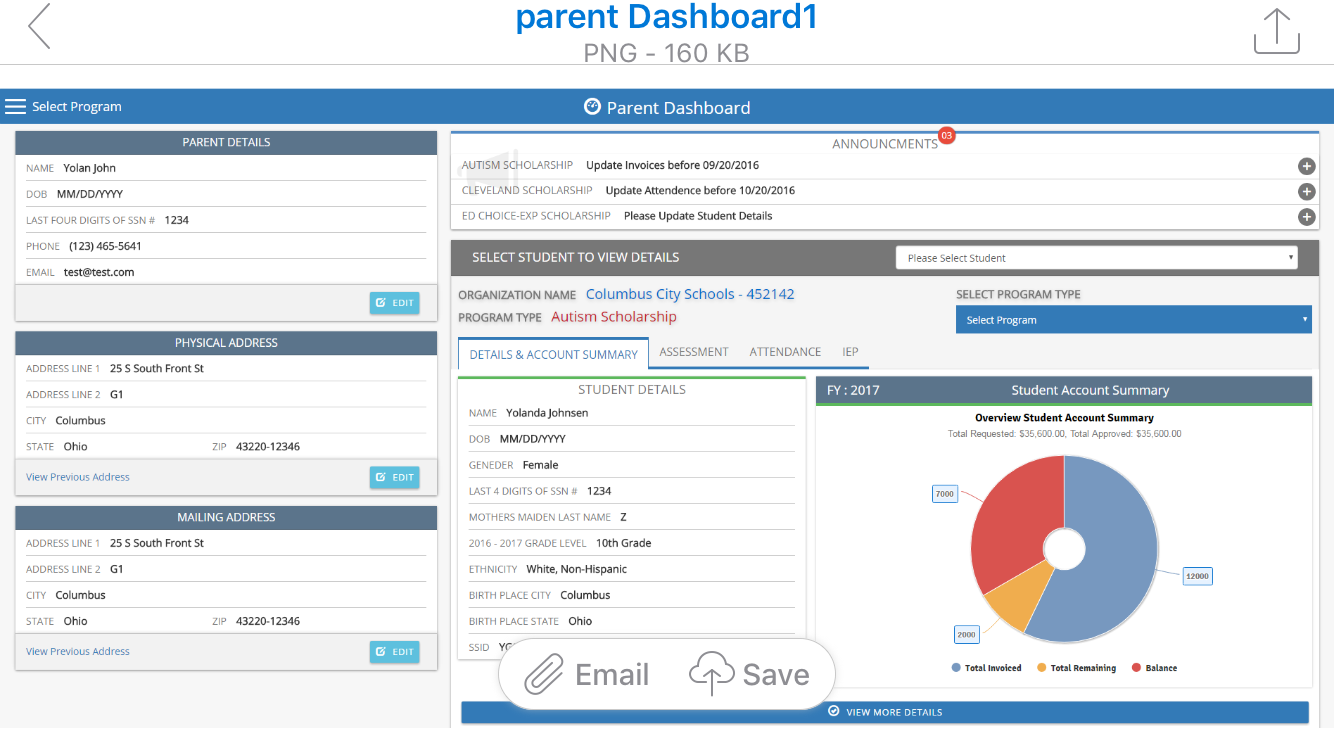 parent Dashboard1
PNG - 160 KB
Select Program
Parent Dashboard
PARENT DETAILS
NAME Yolan John
DOB MM/DD/YYYY
LAST FOUR DIGITS OF SSN # 1234
PHONE (123) 465-5641
EMAIL test@test.com
EDIT
PHYSICAL ADDRESS
ADDRESS LINE 1 25 S South Front St
ADDRESS LINE 2 G1
CITY Columbus
STATE Ohio ZIP 43220-12346
View Previous Address EDIT
MAILING ADDRESS
ADDRESS LINE 1 25 S South Front St
ADDRESS LINE 2 G1
CITY Columbus
STATE Ohio ZIP 43220-12346
View Previous Address EDIT
ANNOUNCMENTS 03
AUTISM SCHOLARSHIP Update Invoices before 09/20/2016
CLEVELAND SCHOLARSHIP Update Attendence before 10/20/2016
ED CHOICE-EXP SCHOLARSHIP Please Update Student Details
SELECT STUDENT TO VIEW DETAILS Please Select Student
ORGANIZATION NAME Columbus City Schools - 452142
PROGRAM TYPE Autism Scholarship
SELECT PROGRAM TYPE
Select Program
DETAILS & ACCOUNT SUMMARY ASSESSMENT ATTENDANCE IEP
STUDENT DETAILS
NAME Yolanda Johnsen
DOB MM/DD/YYYY
GENEDER Female
LAST 4 DIGITS OF SSN # 1234
MOTHERS MAIDEN LAST NAME Z
2016 - 2017 GRADE LEVEL 10th Grade
ETHNICITY White, Non-Hispanic
BIRTH PLACE CITY Columbus
BIRTH PLACE STATE Ohio
SSID
FY : 2017 Student Account Summary
Overview Student Account Summary
Total Requested: $35,600.00, Total Approved: $35,600.00
7000
12000
2000
Total Invoiced Total Remaining Balance
Email Save
VIEW MORE DETAILS